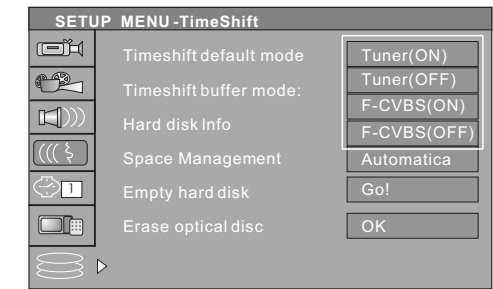 SETUP MENU -TimeShift
Timeshift default mode
Tuner(ON)
Tuner(OFF)
Timeshift buffer mode:
F-CVBS(ON)
Hard disk Info
F-CVBS(OFF)
Space Management
Automatica
1
Empty hard disk
Go!
Erase optical disc
OK